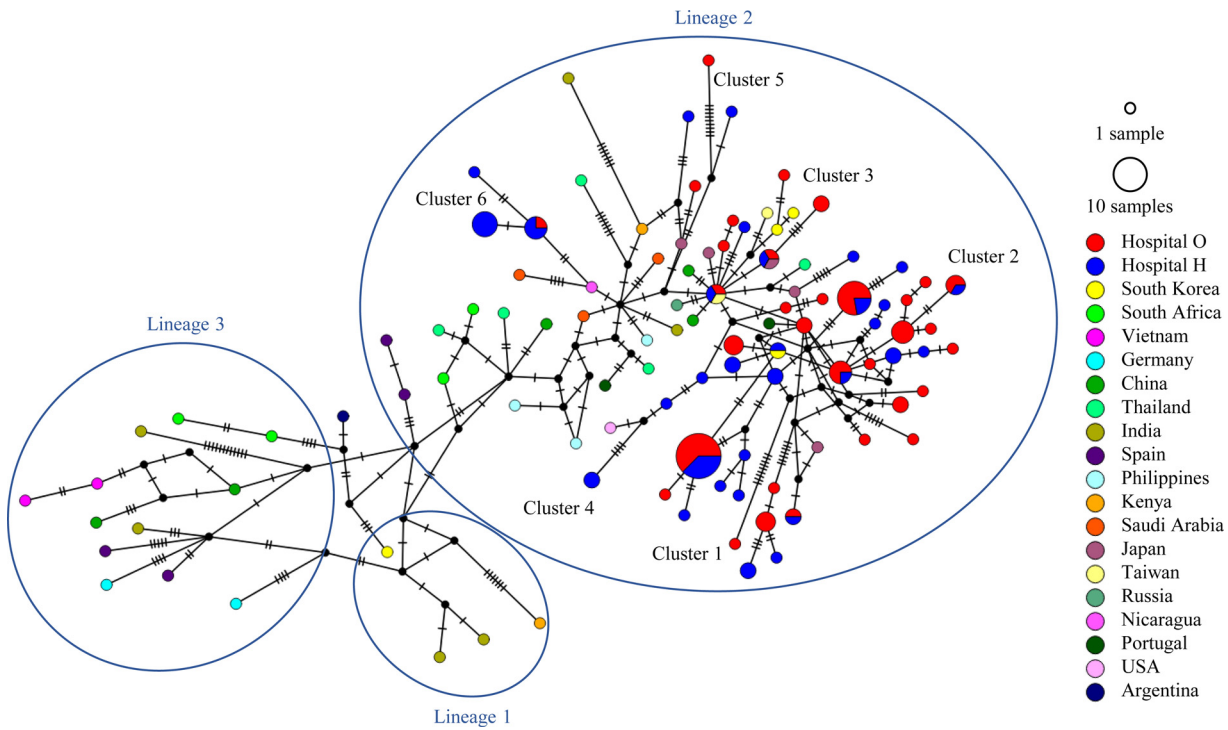 Lineage 2
Cluster 5
Cluster 3
Cluster 6
Cluster 2
Lineage 3
Cluster 4
Cluster 1
Lineage 1
1 sample
10 samples
Hospital O
Hospital H
South Korea
South Africa
Vietnam
Germany
China
Thailand
India
Spain
Philippines
Kenya
Saudi Arabia
Japan
Taiwan
Russia
Nicaragua
Portugal
USA
Argentina